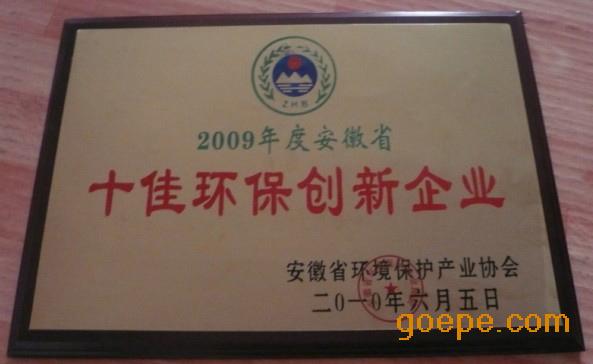 ZHB
2009年度安徽省
十佳环保创新企业
安徽省环境保护产业协会
二0一0年六月五日
goepe.com